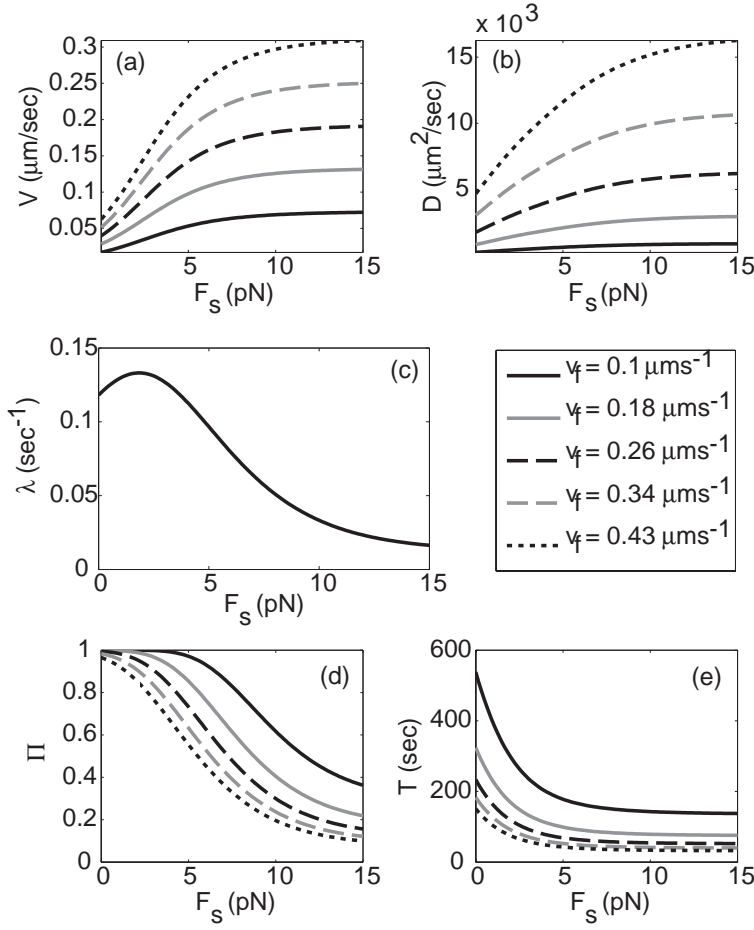 x 10³
(a)
0.3
0.25
0.2
0.15
0.1
0.05
V (μm/sec)
5
10
15
F_s (pN)
(b)
15
10
5
D (μm²/sec)
5
10
15
F_s (pN)
(c)
0.15
0.1
0.05
0
λ (sec⁻¹)
0
5
10
15
F_s (pN)
v_f = 0.1 μms⁻¹
v_f = 0.18 μms⁻¹
v_f = 0.26 μms⁻¹
v_f = 0.34 μms⁻¹
v_f = 0.43 μms⁻¹
(d)
1
0.8
0.6
0.4
0.2
0
Π
0
5
10
15
F_s (pN)
(e)
600
400
200
0
T (sec)
0
5
10
15
F_s (pN)